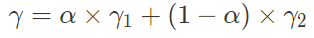 γ = α × γ₁ + (1 − α) × γ₂